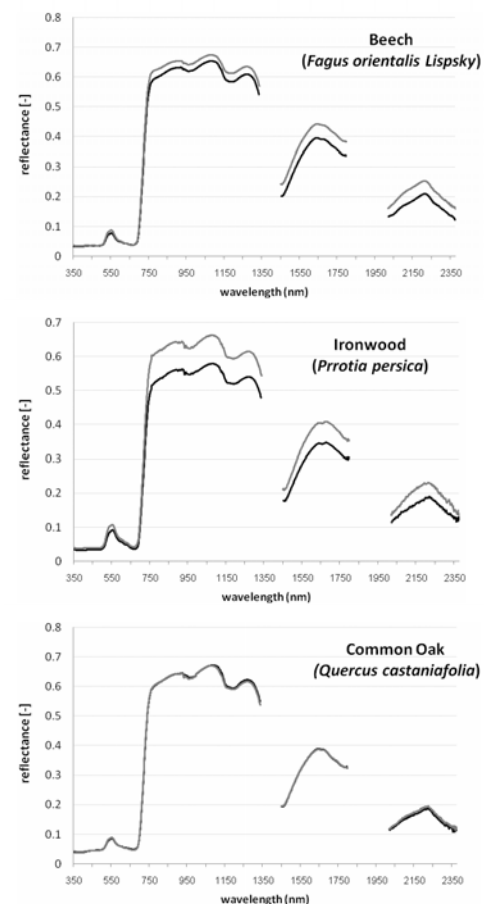 Beech
(Fagus orientalis Lispsky)
reflectance [-]
0.8
0.7
0.6
0.5
0.4
0.3
0.2
0.1
0
350 550 750 950 1150 1350 1550 1750 1950 2150 2350
wavelength (nm)
Ironwood
(Prrotia persica)
reflectance [-]
0.7
0.6
0.5
0.4
0.3
0.2
0.1
0
350 550 750 950 1150 1350 1550 1750 1950 2150 2350
wavelength (nm)
Common Oak
(Quercus castaniafolia)
reflectance [-]
0.8
0.7
0.6
0.5
0.4
0.3
0.2
0.1
0
350 550 750 950 1150 1350 1550 1750 1950 2150 2350
wavelength (nm)